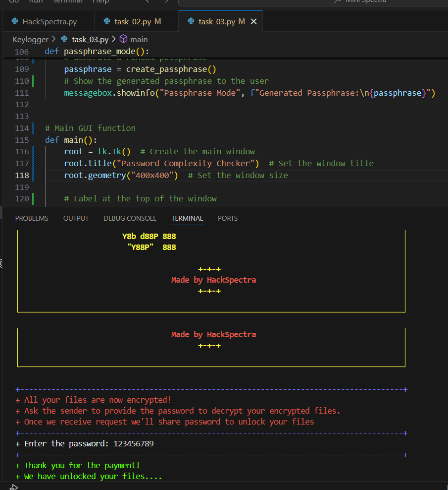 Go Run Terminal Help
HackSpectra.py task_02.py M task_03.py M ×
Keylogger > task_03.py > main
106 def passphrase_mode():
109 passphrase = create_passphrase()
110 # Show the generated passphrase to the user
111 messagebox.showinfo("Passphrase Mode", f"Generated Passphrase:\n{passphrase}")
112
113
114 # Main GUI function
115 def main():
116 root = tk.Tk() # Create the main window
117 root.title("Password Complexity Checker") # Set the window title
118 root.geometry("400x400") # Set the window size
119
120 # Label at the top of the window
PROBLEMS OUTPUT DEBUG CONSOLE TERMINAL PORTS
Y8b d88P 888
"Y88P" 888
+-+-+
Made by HackSpectra
+-+-+
Made by HackSpectra
+-+-+
+ All your files are now encrypted!
+ Ask the sender to provide the password to decrypt your encrypted files.
+ Once we receive request we'll share password to unlock your files
+ Enter the password: 123456789
+ Thank you for the payment!
+ We have unlocked your files....